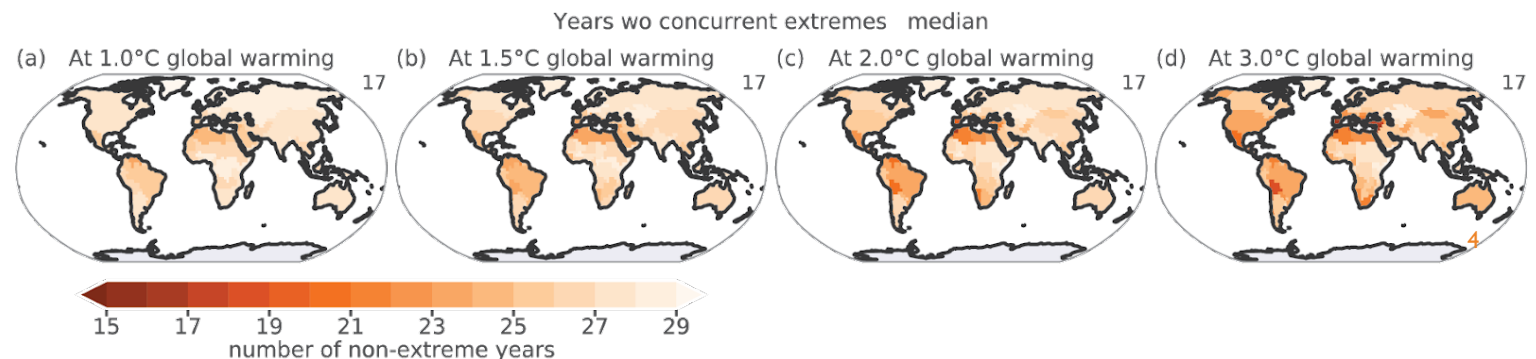 Years wo concurrent extremes median
(a) At 1.0°C global warming
17
(b) At 1.5°C global warming
17
(c) At 2.0°C global warming
17
(d) At 3.0°C global warming
17
4
15 17 19 21 23 25 27 29
number of non-extreme years